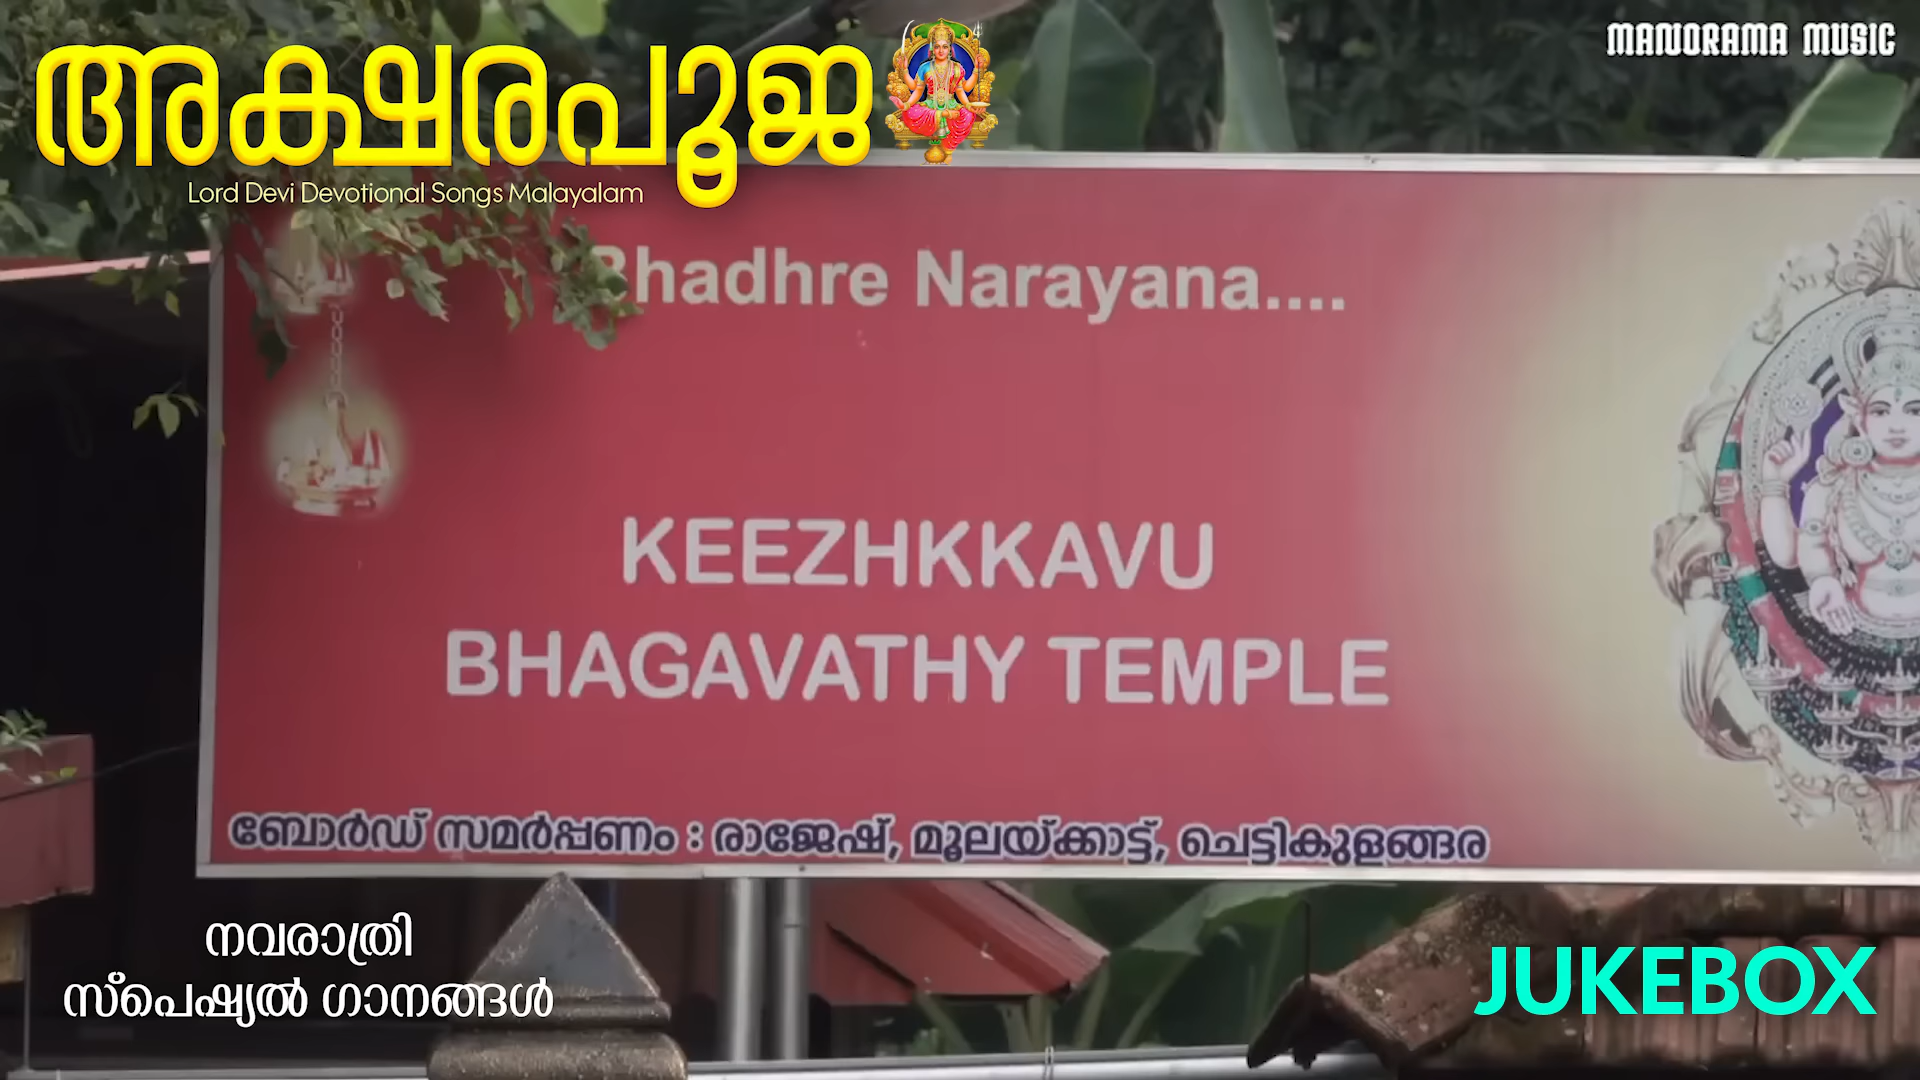 അക്ഷരപൂജ
MANORAMA MUSIC
Lord Devi Devotional Songs Malayalam
Bhadhre Narayana....
KEEZHKKAVU
BHAGAVATHY TEMPLE
ബോർഡ് സമർപ്പണം : രാജേഷ്, മൂലയ്ക്കാട്ട്, ചെട്ടികുളങ്ങര
നവരാത്രി
സ്പെഷ്യൽ ഗാനങ്ങൾ
JUKEBOX